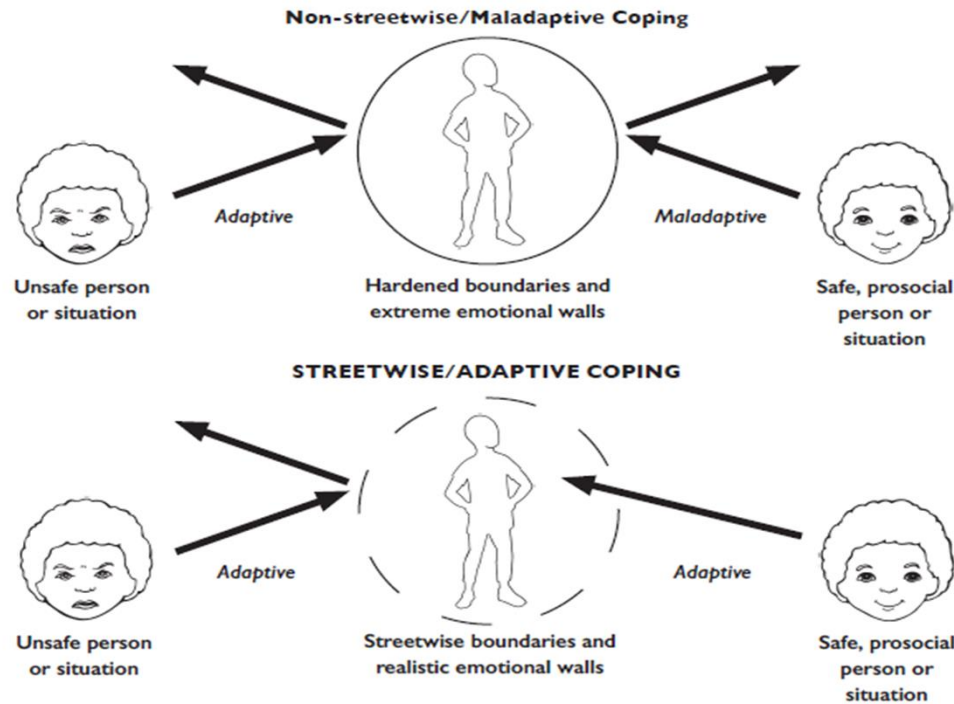 Non-streetwise/Maladaptive Coping
Adaptive
Maladaptive
Unsafe person
or situation
Hardened boundaries and
extreme emotional walls
Safe, prosocial
person or
situation
STREETWISE/ADAPTIVE COPING
Adaptive
Adaptive
Unsafe person
or situation
Streetwise boundaries and
realistic emotional walls
Safe, prosocial
person or
situation